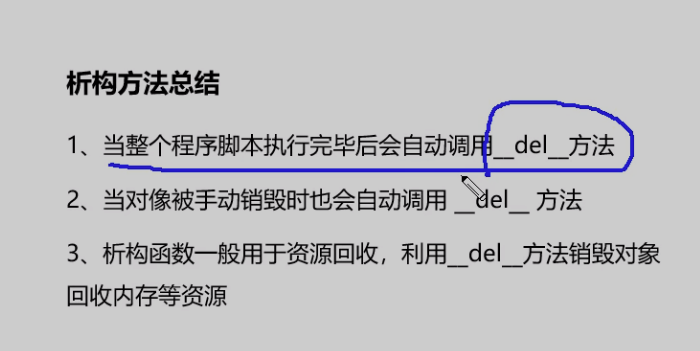 析构方法总结
1、当整个程序脚本执行完毕后会自动调用__del__方法
2、当对像被手动销毁时也会自动调用 __del__ 方法
3、析构函数一般用于资源回收，利用__del__方法销毁对象
回收内存等资源